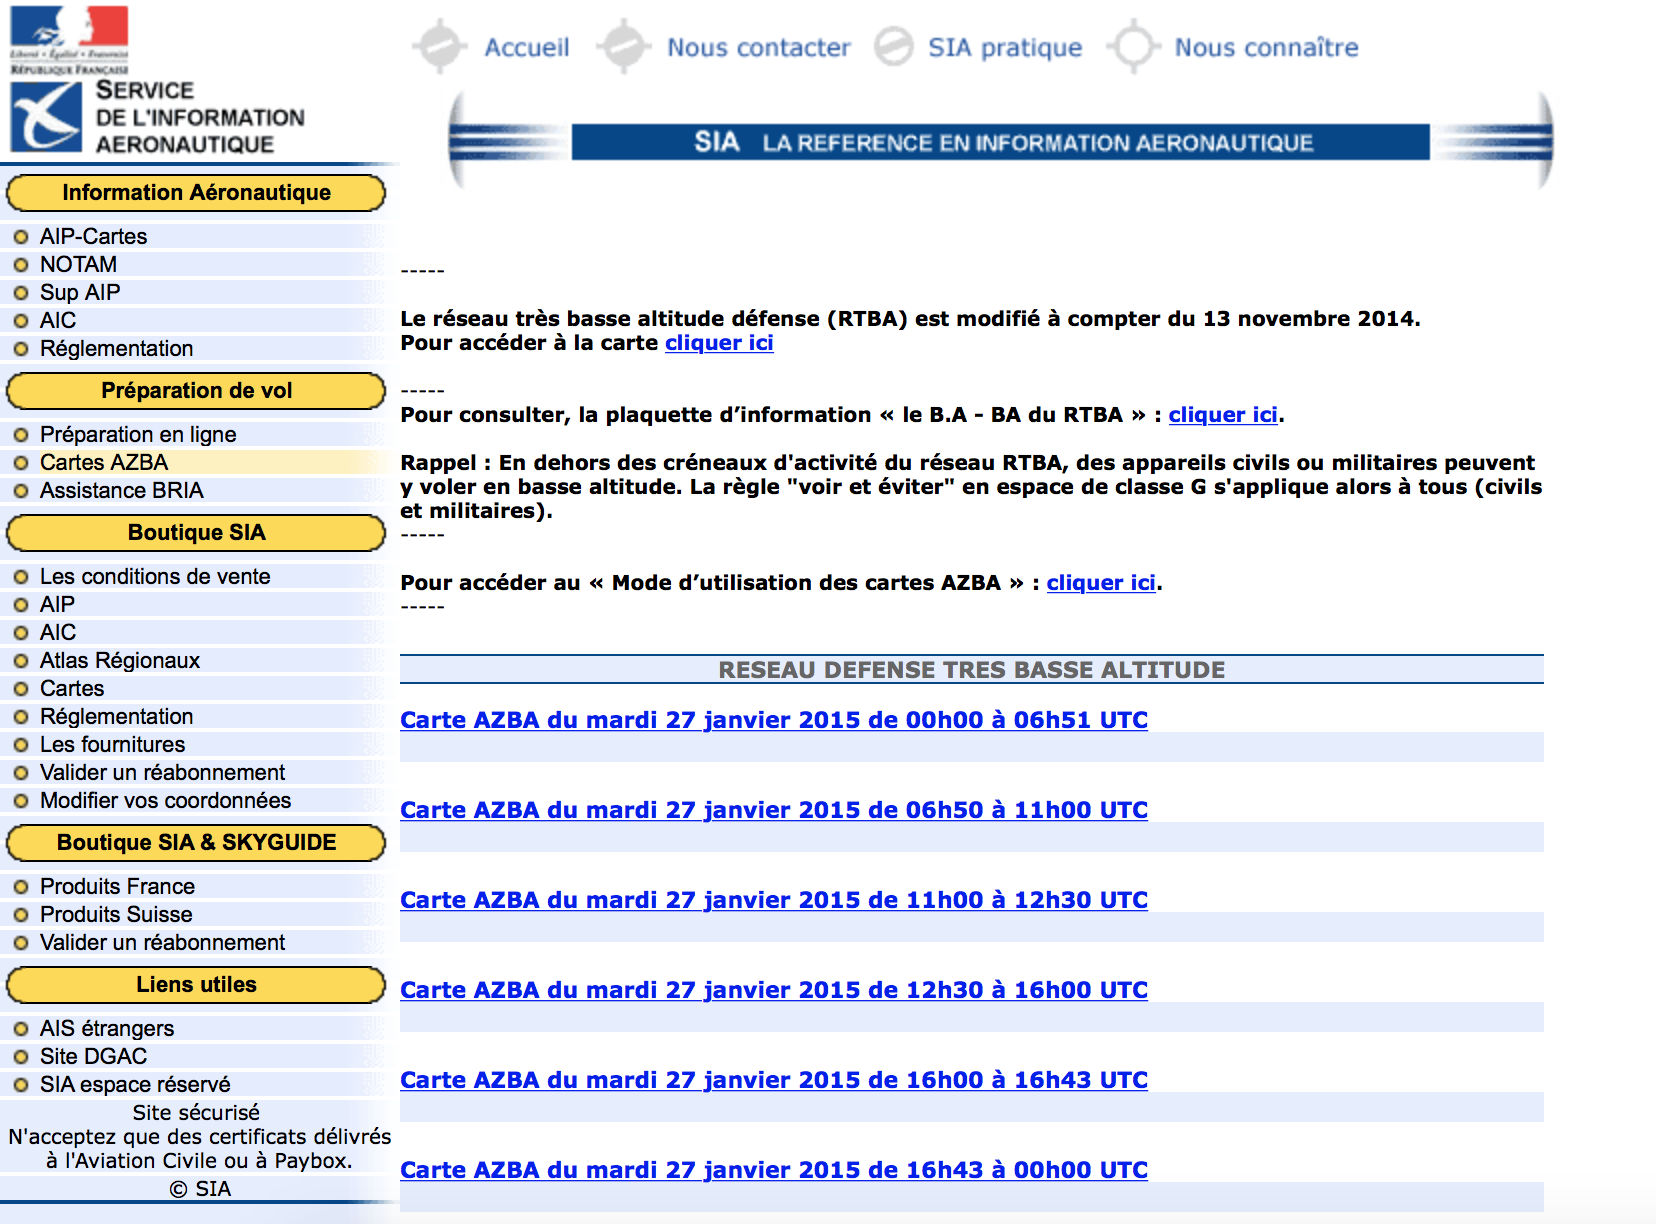 Liberté • Égalité • Fraternité
RÉPUBLIQUE FRANÇAISE
SERVICE
DE L'INFORMATION
AERONAUTIQUE
Accueil
Nous contacter
SIA pratique
Nous connaître
SIA LA REFERENCE EN INFORMATION AERONAUTIQUE
Information Aéronautique
AIP-Cartes
NOTAM
Sup AIP
AIC
Réglementation
Préparation de vol
Préparation en ligne
Cartes AZBA
Assistance BRIA
Boutique SIA
Les conditions de vente
AIP
AIC
Atlas Régionaux
Cartes
Réglementation
Les fournitures
Valider un réabonnement
Modifier vos coordonnées
Boutique SIA & SKYGUIDE
Produits France
Produits Suisse
Valider un réabonnement
Liens utiles
AIS étrangers
Site DGAC
SIA espace réservé
Site sécurisé
N'acceptez que des certificats délivrés
à l'Aviation Civile ou à Paybox.
© SIA
-----
Le réseau très basse altitude défense (RTBA) est modifié à compter du 13 novembre 2014.
Pour accéder à la carte cliquer ici
-----
Pour consulter, la plaquette d’information « le B.A - BA du RTBA » : cliquer ici.
Rappel : En dehors des créneaux d'activité du réseau RTBA, des appareils civils ou militaires peuvent
y voler en basse altitude. La règle "voir et éviter" en espace de classe G s'applique alors à tous (civils
et militaires).
-----
Pour accéder au « Mode d’utilisation des cartes AZBA » : cliquer ici.
-----
RESEAU DEFENSE TRES BASSE ALTITUDE
Carte AZBA du mardi 27 janvier 2015 de 00h00 à 06h51 UTC
Carte AZBA du mardi 27 janvier 2015 de 06h50 à 11h00 UTC
Carte AZBA du mardi 27 janvier 2015 de 11h00 à 12h30 UTC
Carte AZBA du mardi 27 janvier 2015 de 12h30 à 16h00 UTC
Carte AZBA du mardi 27 janvier 2015 de 16h00 à 16h43 UTC
Carte AZBA du mardi 27 janvier 2015 de 16h43 à 00h00 UTC